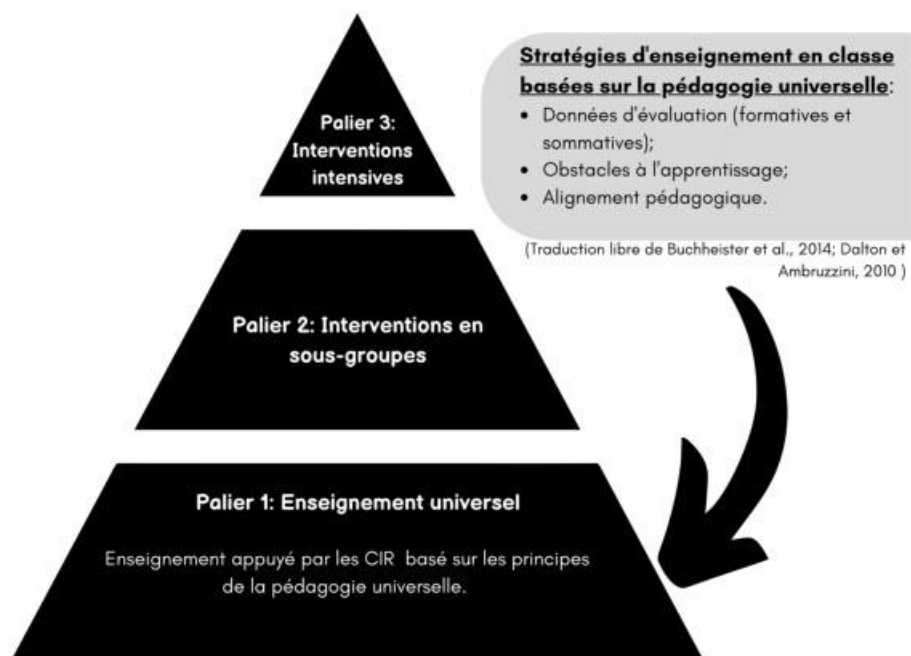 Stratégies d'enseignement en classe
basées sur la pédagogie universelle:
• Données d'évaluation (formatives et
sommatives);
• Obstacles à l'apprentissage;
• Alignement pédagogique.
(Traduction libre de Buchheister et al., 2014; Dalton et
Ambruzzini, 2010 )
Palier 3:
Interventions
intensives
Palier 2: Interventions en
sous-groupes
Palier 1: Enseignement universel
Enseignement appuyé par les CIR basé sur les principes
de la pédagogie universelle.